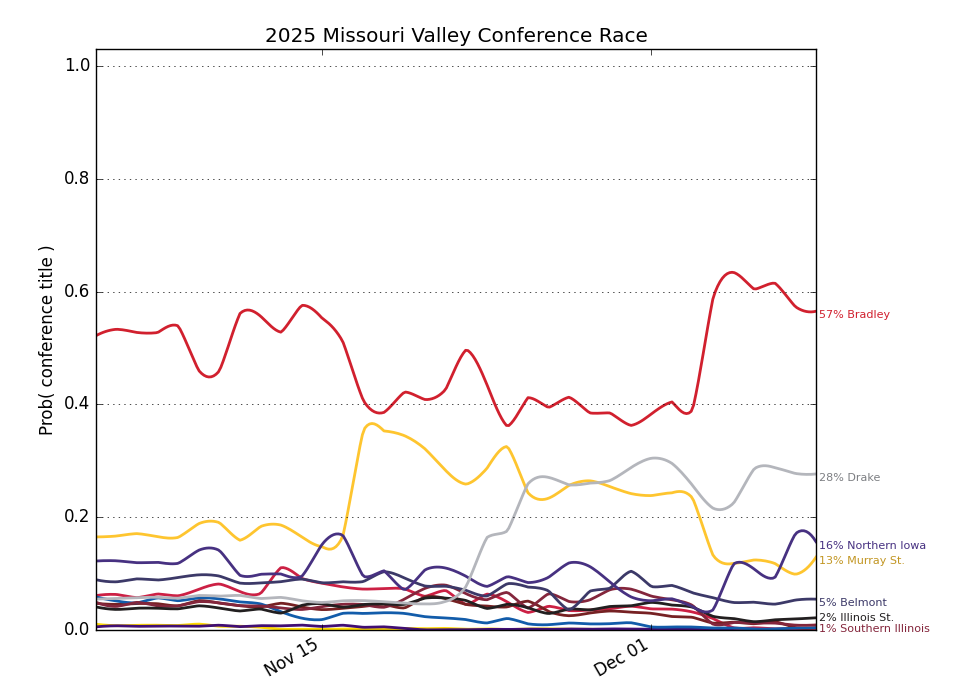 2025 Missouri Valley Conference Race
1.0
0.8
0.6
0.4
0.2
0.0
Prob( conference title )
57% Bradley
28% Drake
16% Northern Iowa
13% Murray St.
5% Belmont
2% Illinois St.
1% Southern Illinois
Nov 15
Dec 01